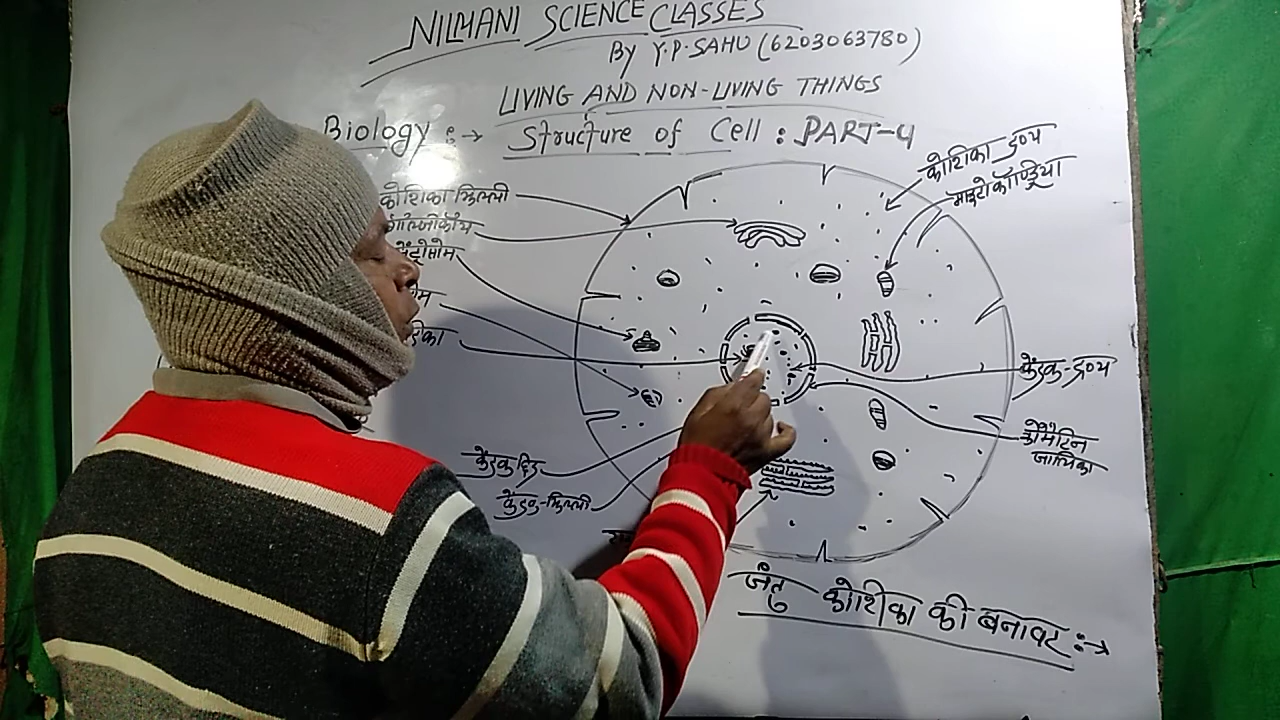 NILMANI SCIENCE CLASSES
By Y.P. SAHU (6203063780)
LIVING AND NON-LIVING THINGS
Biology :→ Structure of Cell : PART-4
कोशिका झिल्ली
गॉल्जीकॉय
सेंट्रोसोम
कोशिका द्रव्य
माइटोकॉण्ड्रिया
केंद्रक-द्रव्य
क्रोमेटिन
जालिका
केंद्रक छिद्र
केंद्रक-झिल्ली
जंतु कोशिका की बनावट :→